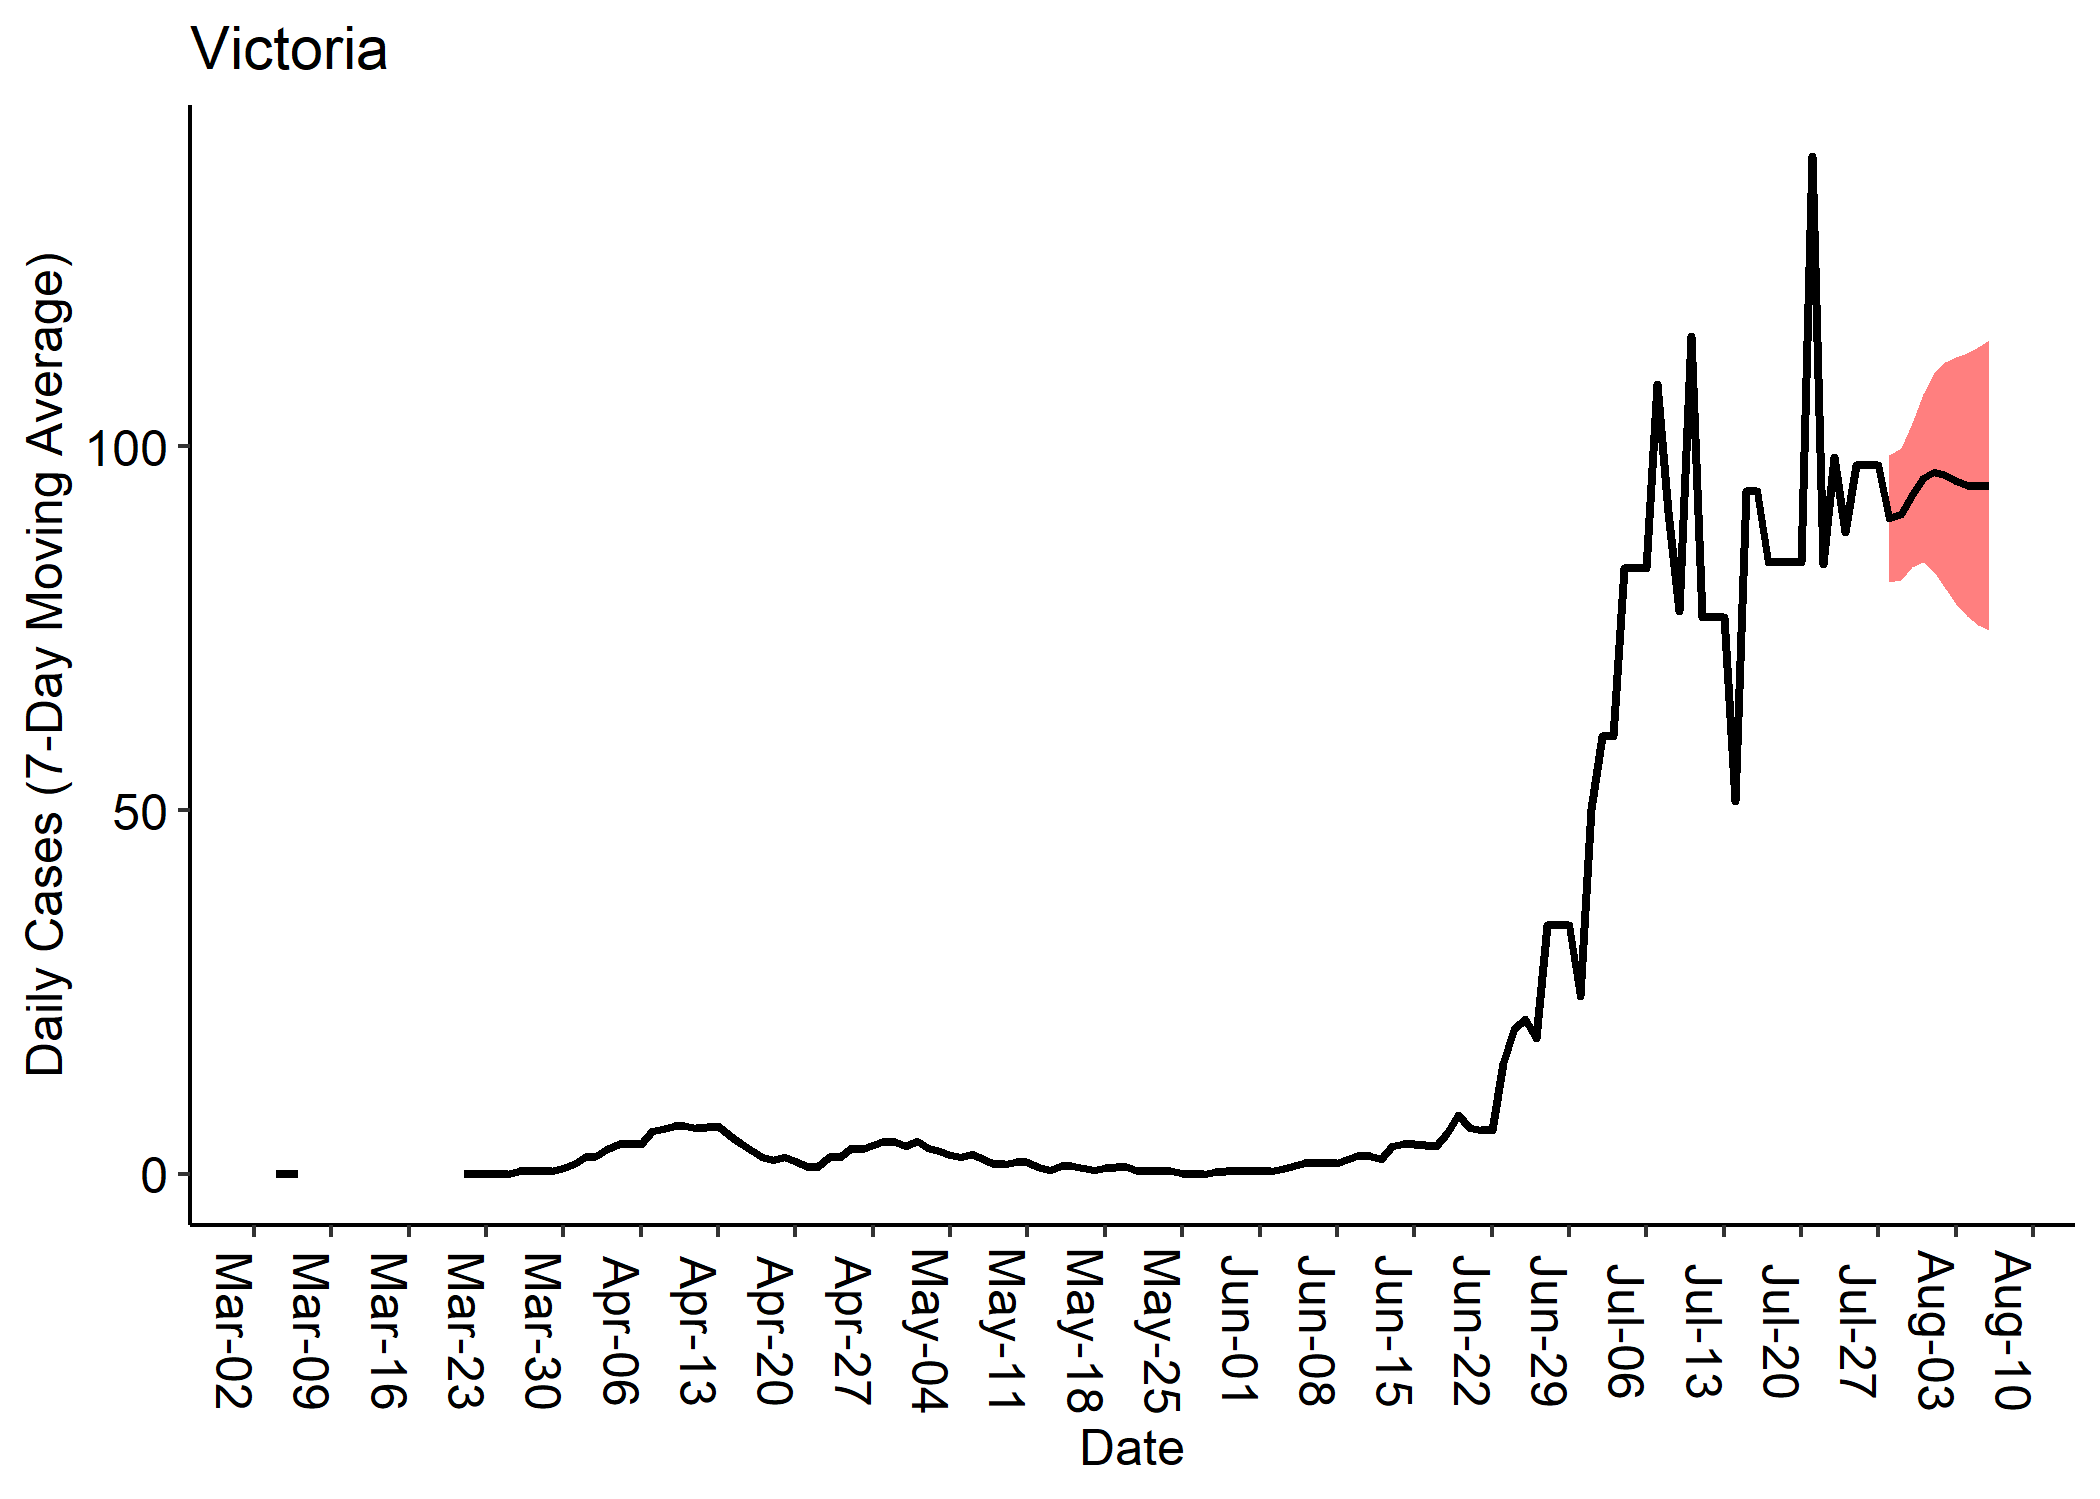 Victoria
Daily Cases (7-Day Moving Average)
100
50
0
Mar-02
Mar-09
Mar-16
Mar-23
Mar-30
Apr-06
Apr-13
Apr-20
Apr-27
May-04
May-11
May-18
May-25
Jun-01
Jun-08
Jun-15
Jun-22
Jun-29
Jul-06
Jul-13
Jul-20
Jul-27
Aug-03
Aug-10
Date